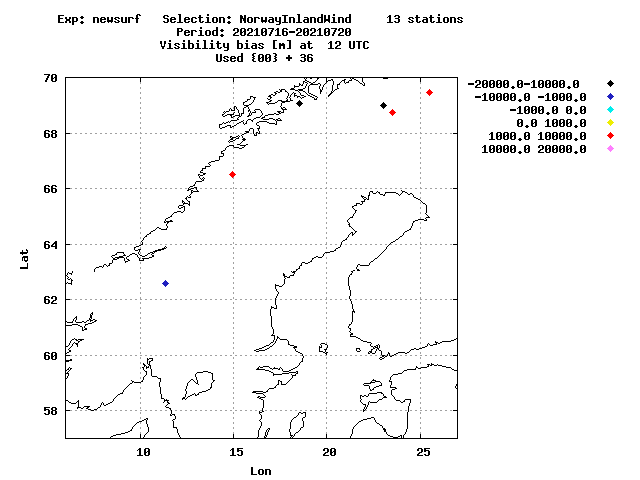 Exp: newsurf   Selection: NorwayInlandWind     13 stations
Period: 20210716-20210720
Visibility bias [m] at  12 UTC
Used {00} + 36
-20000.0-10000.0
-10000.0 -1000.0
-1000.0 0.0
0.0 1000.0
1000.0 10000.0
10000.0 20000.0
70
68
66
64
62
60
58
Lat
10
15
20
25
Lon